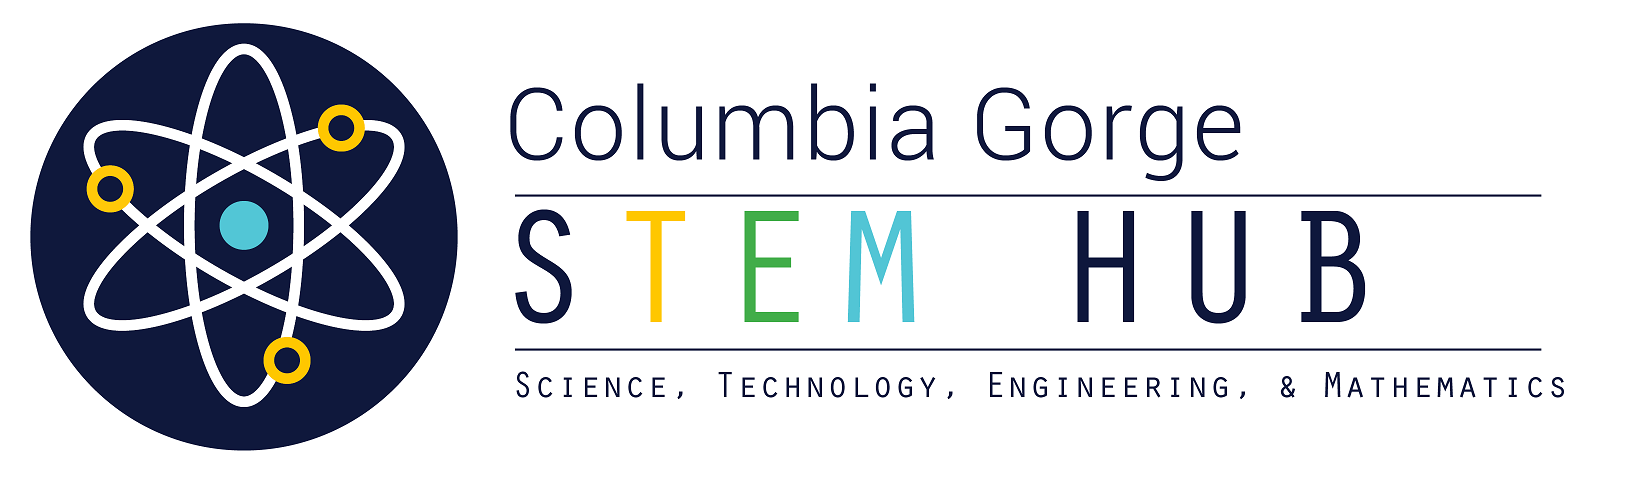 Columbia Gorge
STEM HUB
Science, Technology, Engineering, & Mathematics